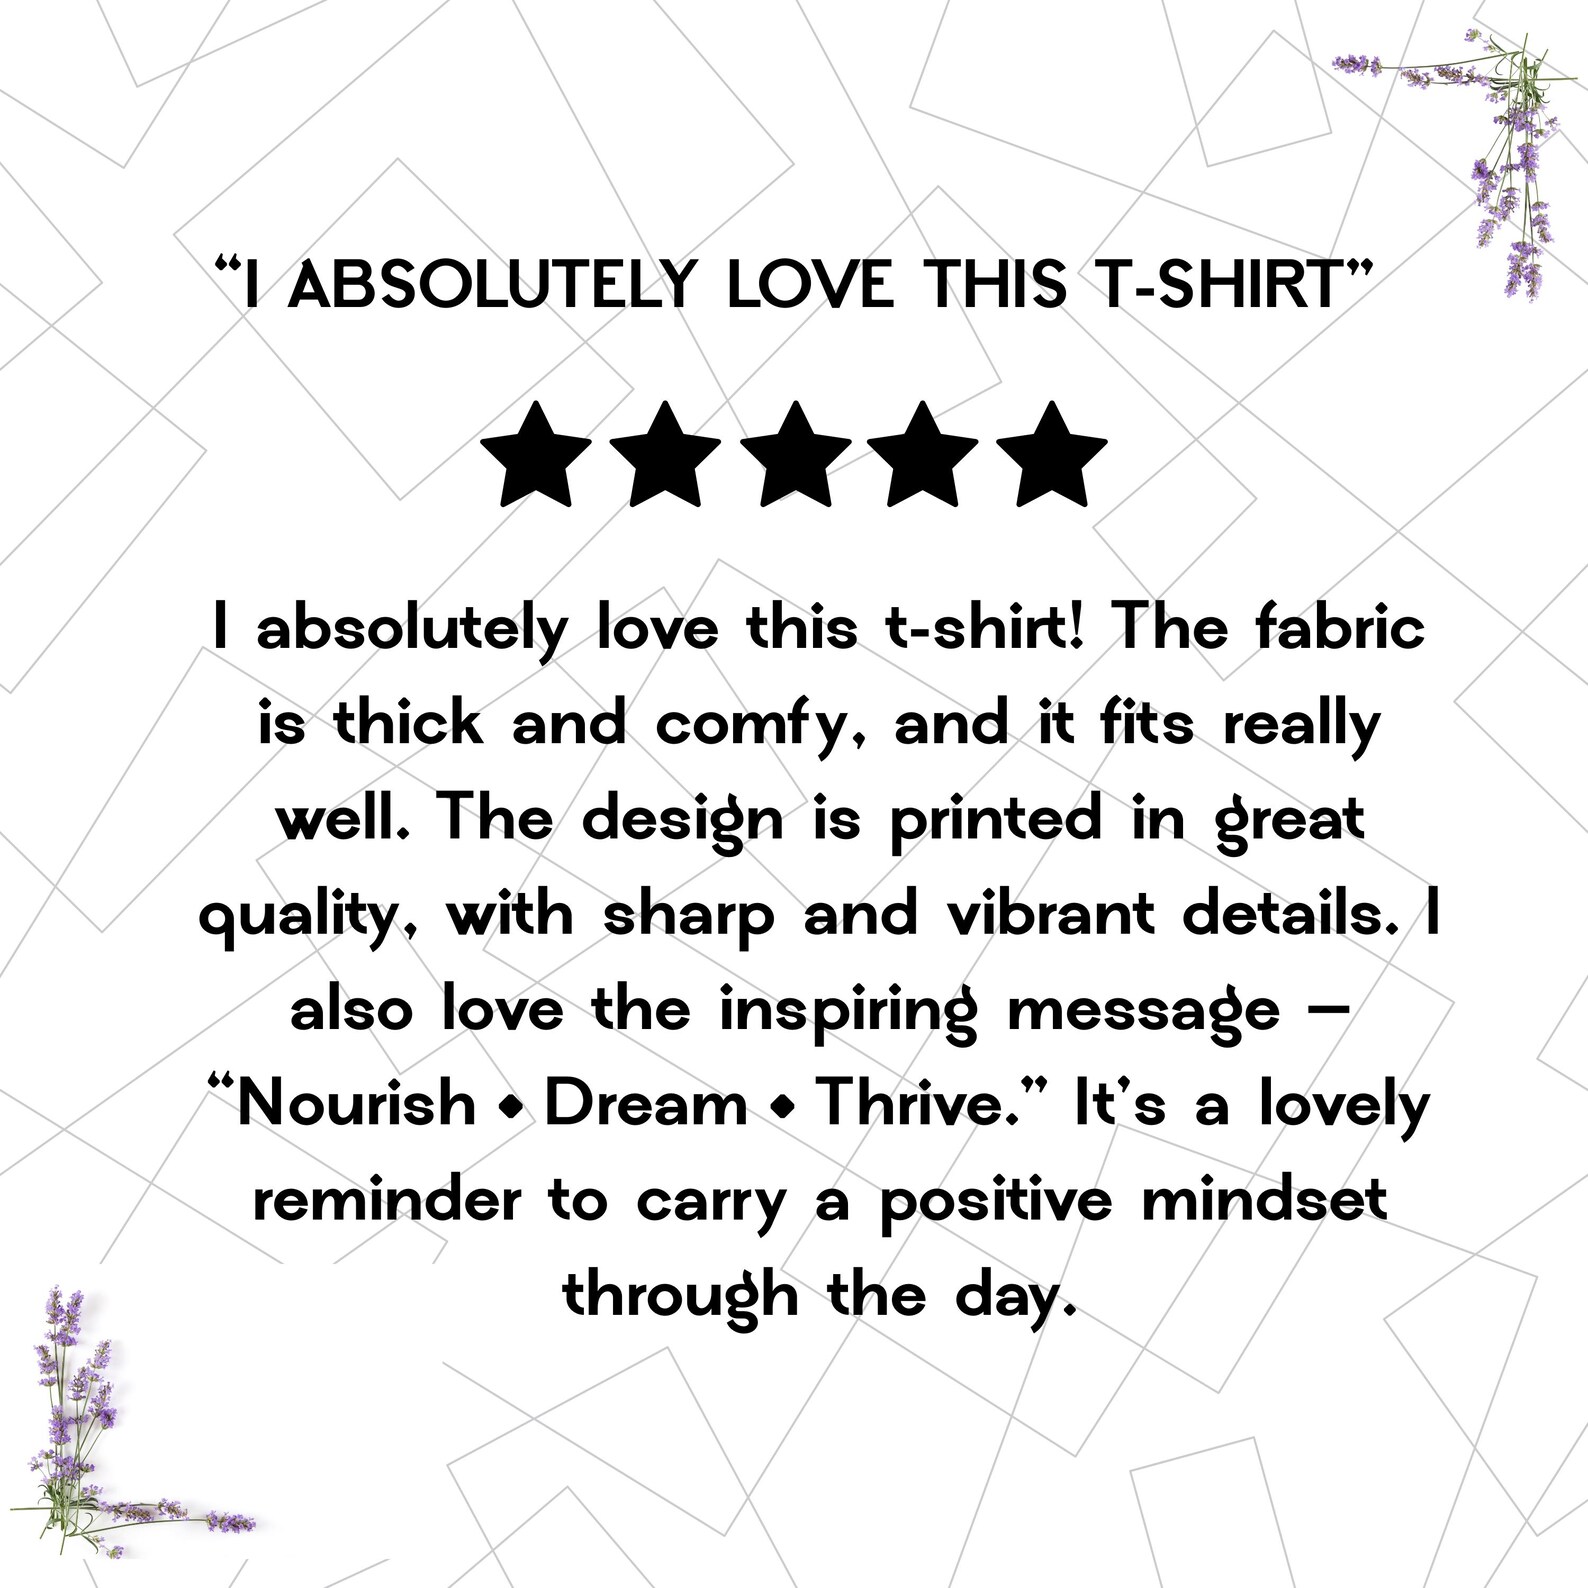 “I ABSOLUTELY LOVE THIS T-SHIRT”
I absolutely love this t-shirt! The fabric
is thick and comfy, and it fits really
well. The design is printed in great
quality, with sharp and vibrant details. I
also love the inspiring message –
“Nourish • Dream • Thrive.” It’s a lovely
reminder to carry a positive mindset
through the day.